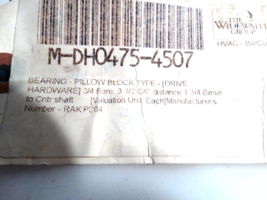 THE
WIDEWATERS
GROUP
HVAC - Bar/Co
M-DH0475-4507
BEARING - PILLOW BLOCK TYPE - [DRIVE
HARDWARE] 3/4 Bore, 3 1/2 C/C distance 1 3/4 Base
to Cntr shaft [Valuation Unit Each]Manufacturers
Number - RAK P204